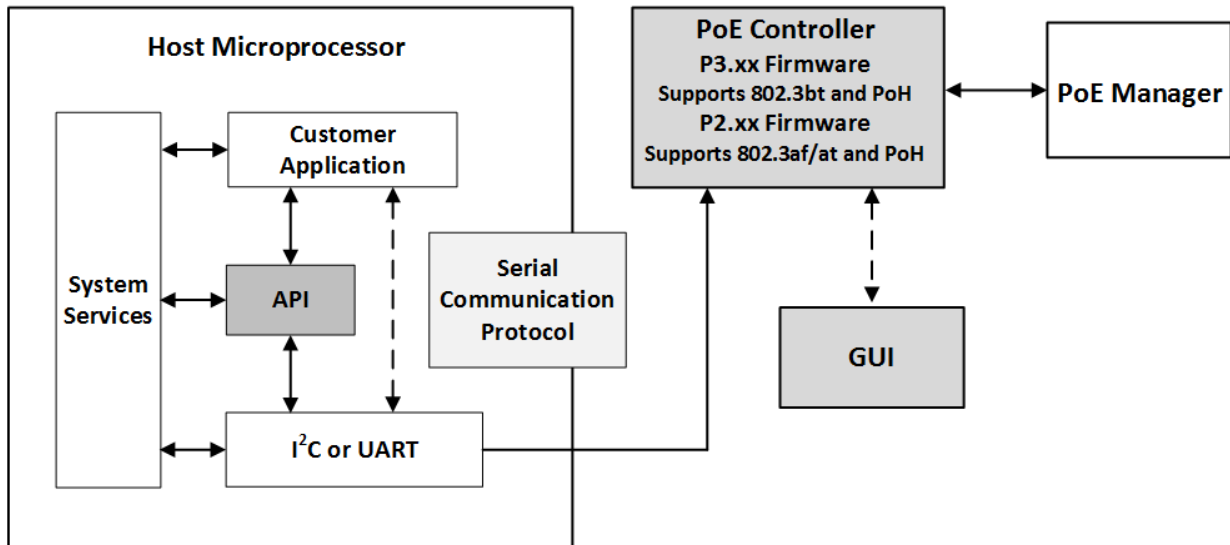 Host Microprocessor
System
Services
Customer
Application
API
I²C or UART
Serial
Communication
Protocol
PoE Controller
P3.xx Firmware
Supports 802.3bt and PoH
P2.xx Firmware
Supports 802.3af/at and PoH
PoE Manager
GUI